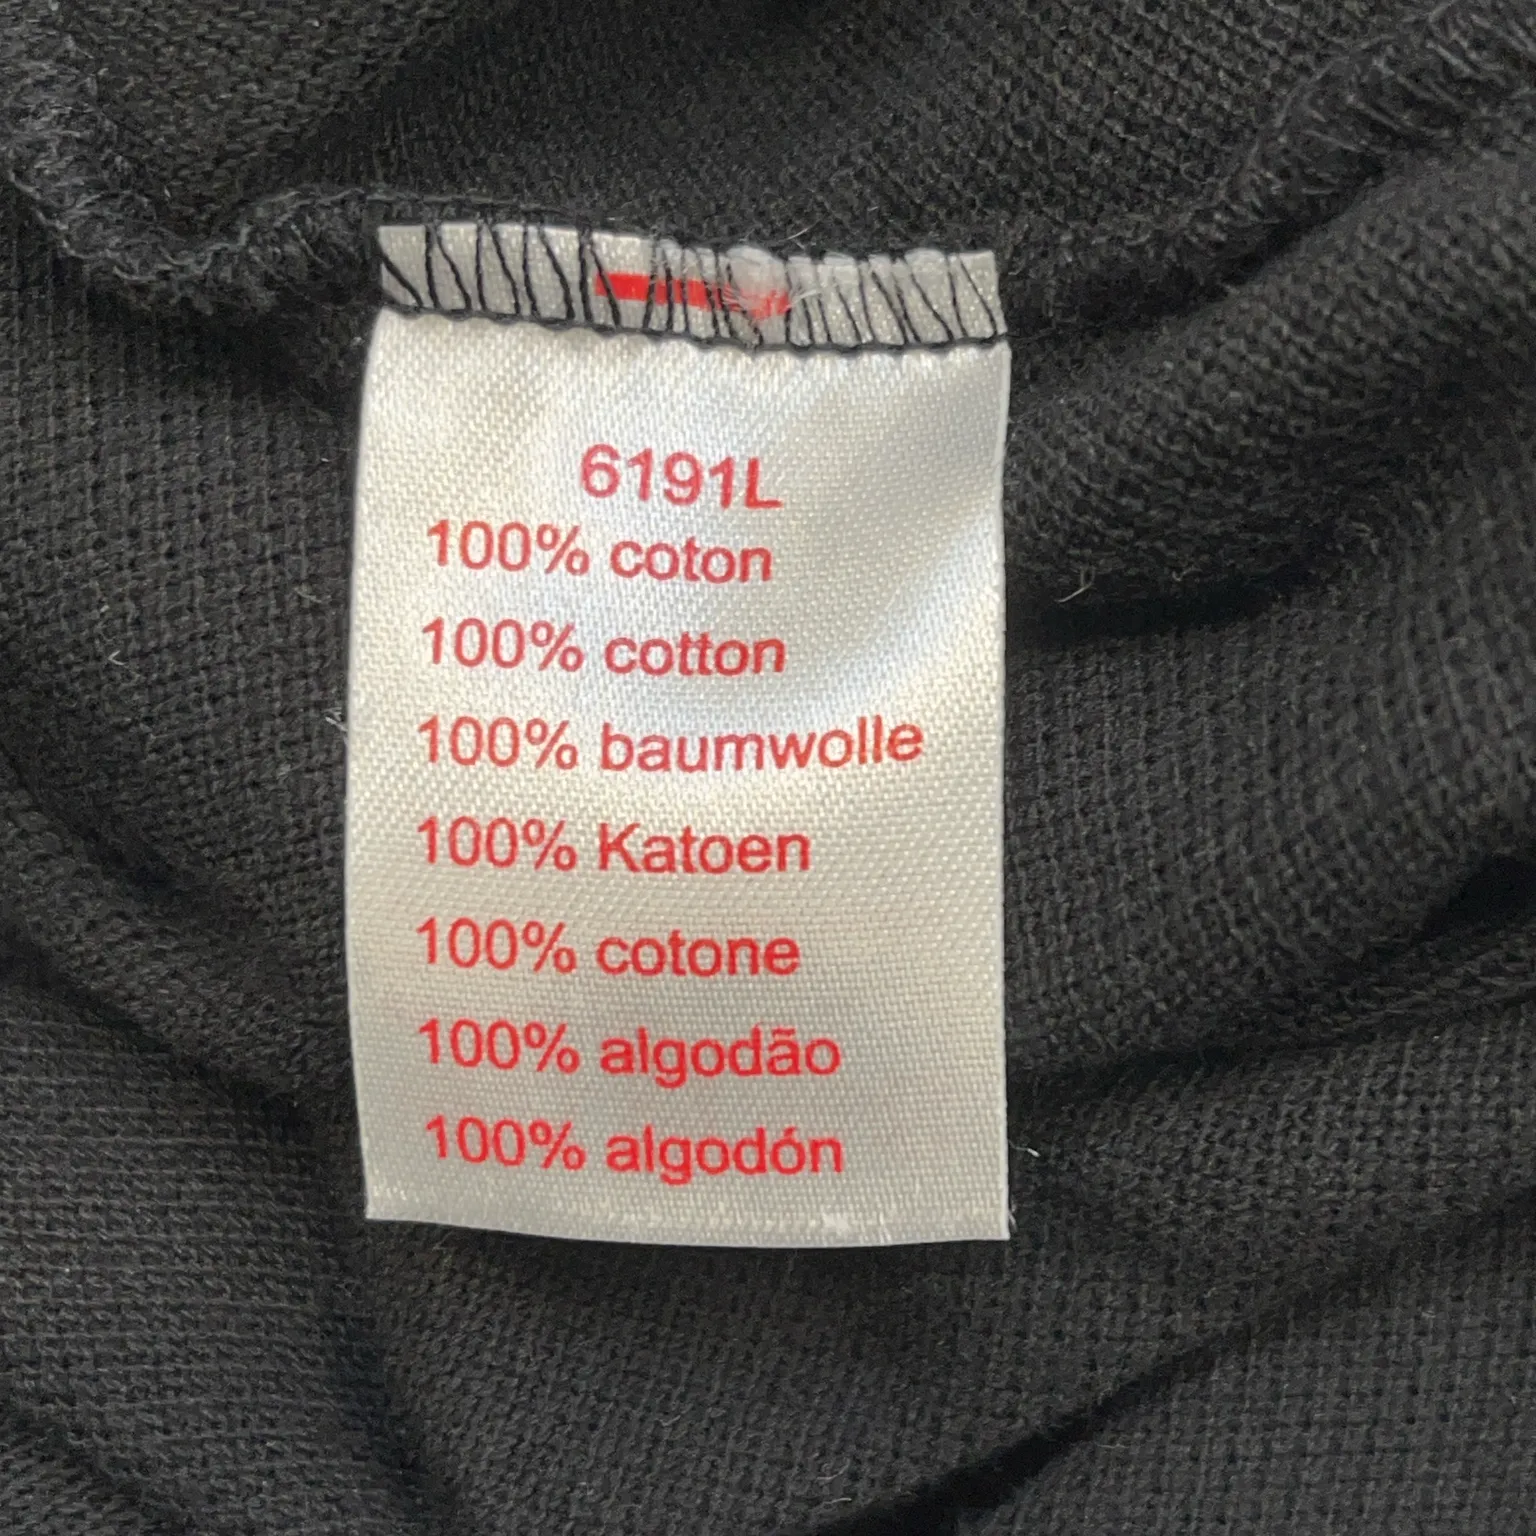 6191L
100% coton
100% cotton
100% baumwolle
100% Katoen
100% cotone
100% algodão
100% algodón